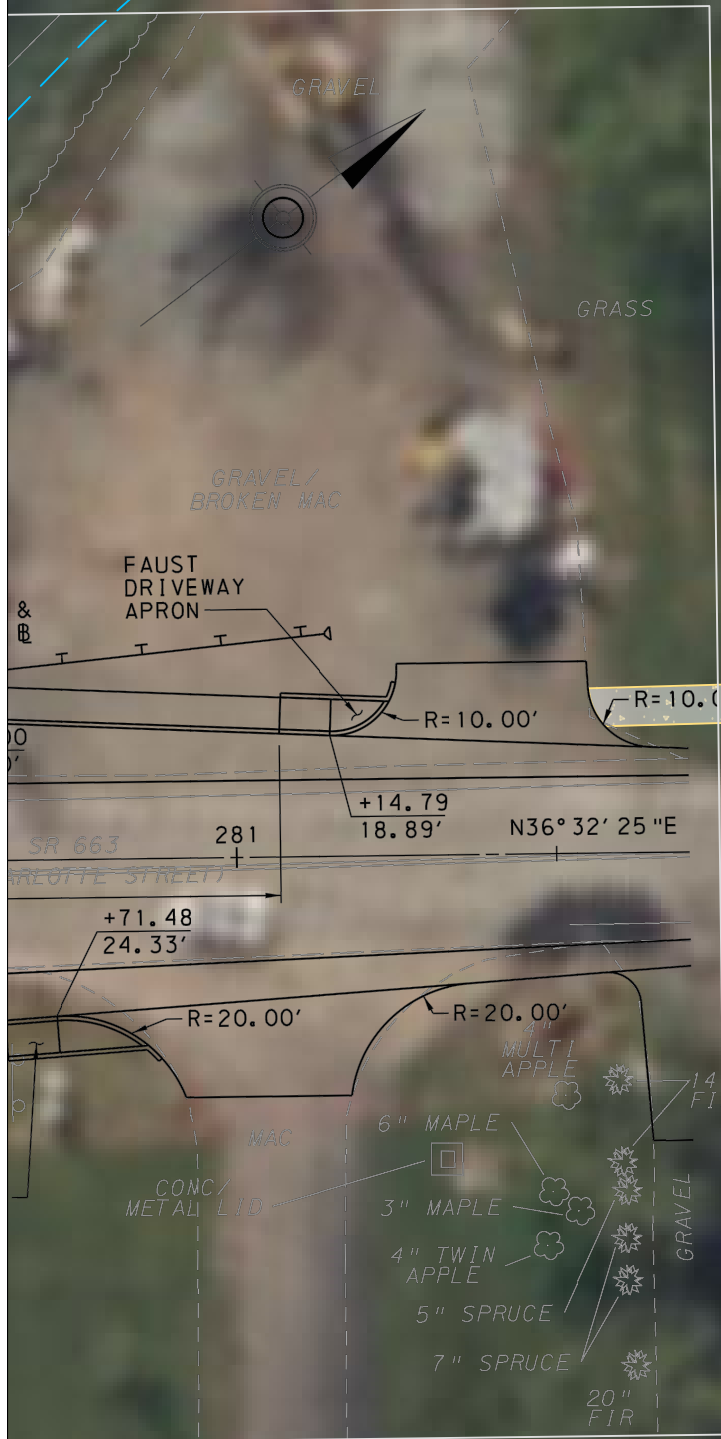 GRAVEL
GRASS
GRAVEL/
BROKEN MAC
FAUST
DRIVEWAY
APRON
&
R=10.00'
+14.79
18.89'
SR 663
281
N36°32'25"E
+71.48
24.33'
R=20.00'
R=20.00'
4"
MULTI
APPLE
6" MAPLE
MAC
CONC/
METAL LID
3" MAPLE
4" TWIN
APPLE
GRAVEL
5" SPRUCE
7" SPRUCE
20"
FIR